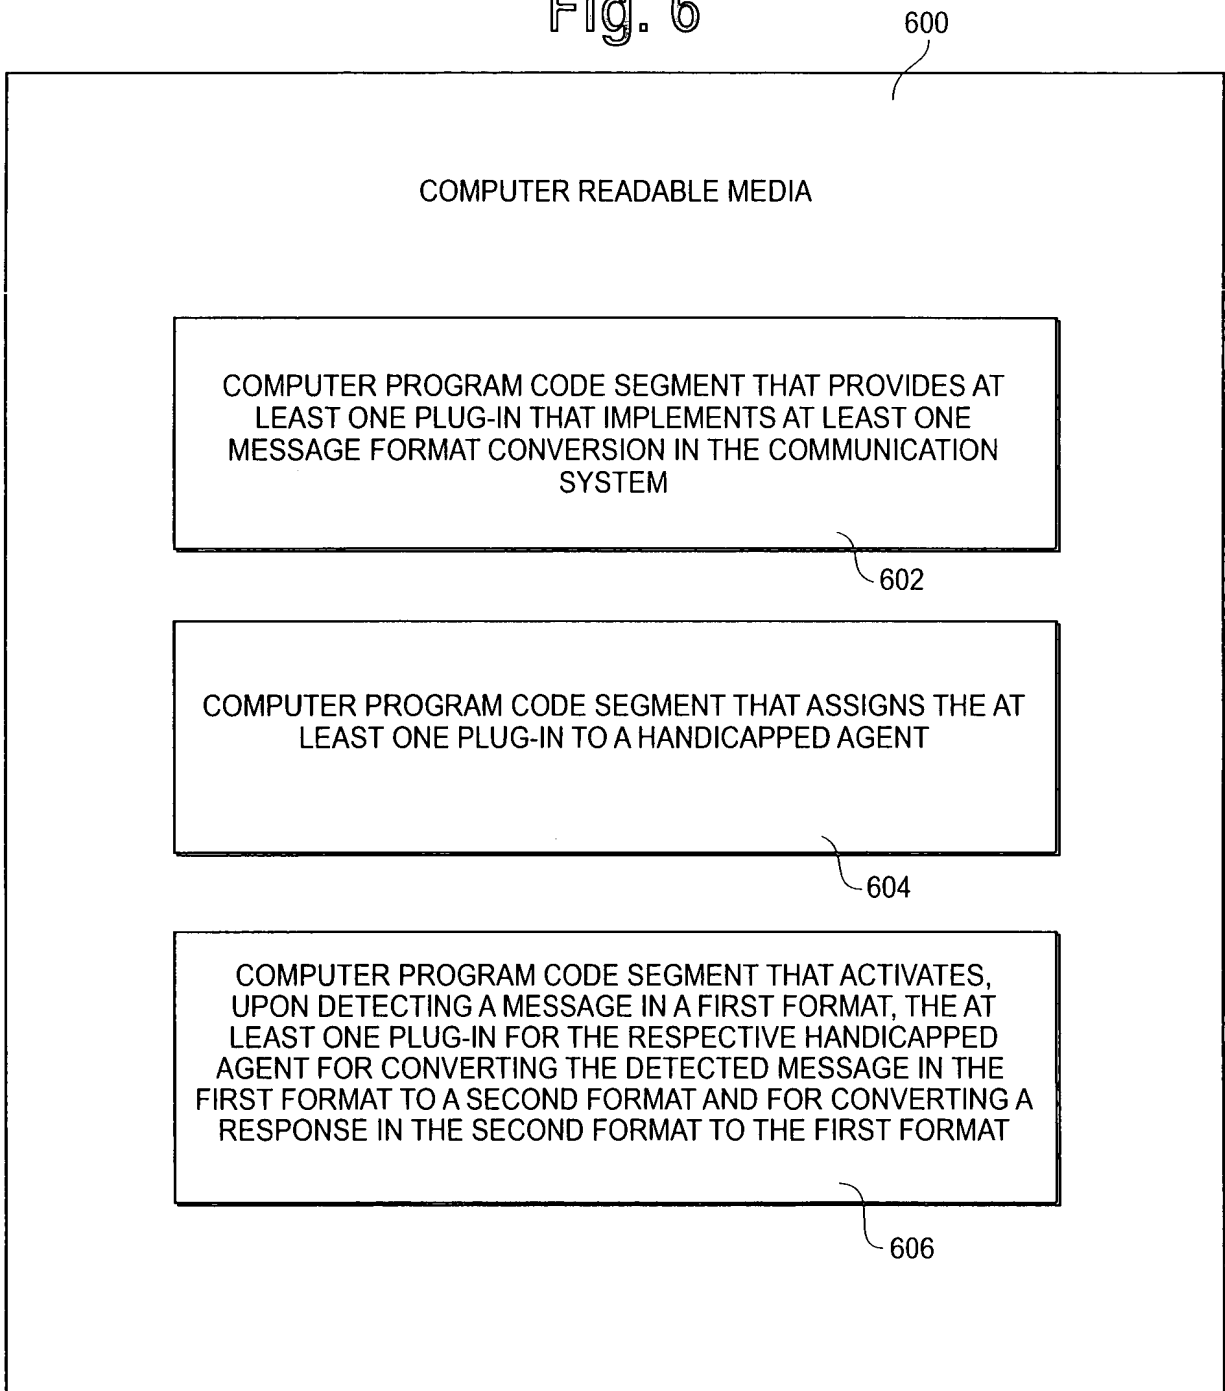 Fig. 6
600
COMPUTER READABLE MEDIA
COMPUTER PROGRAM CODE SEGMENT THAT PROVIDES AT
LEAST ONE PLUG-IN THAT IMPLEMENTS AT LEAST ONE
MESSAGE FORMAT CONVERSION IN THE COMMUNICATION
SYSTEM
602
COMPUTER PROGRAM CODE SEGMENT THAT ASSIGNS THE AT
LEAST ONE PLUG-IN TO A HANDICAPPED AGENT
604
COMPUTER PROGRAM CODE SEGMENT THAT ACTIVATES,
UPON DETECTING A MESSAGE IN A FIRST FORMAT, THE AT
LEAST ONE PLUG-IN FOR THE RESPECTIVE HANDICAPPED
AGENT FOR CONVERTING THE DETECTED MESSAGE IN THE
FIRST FORMAT TO A SECOND FORMAT AND FOR CONVERTING A
RESPONSE IN THE SECOND FORMAT TO THE FIRST FORMAT
606